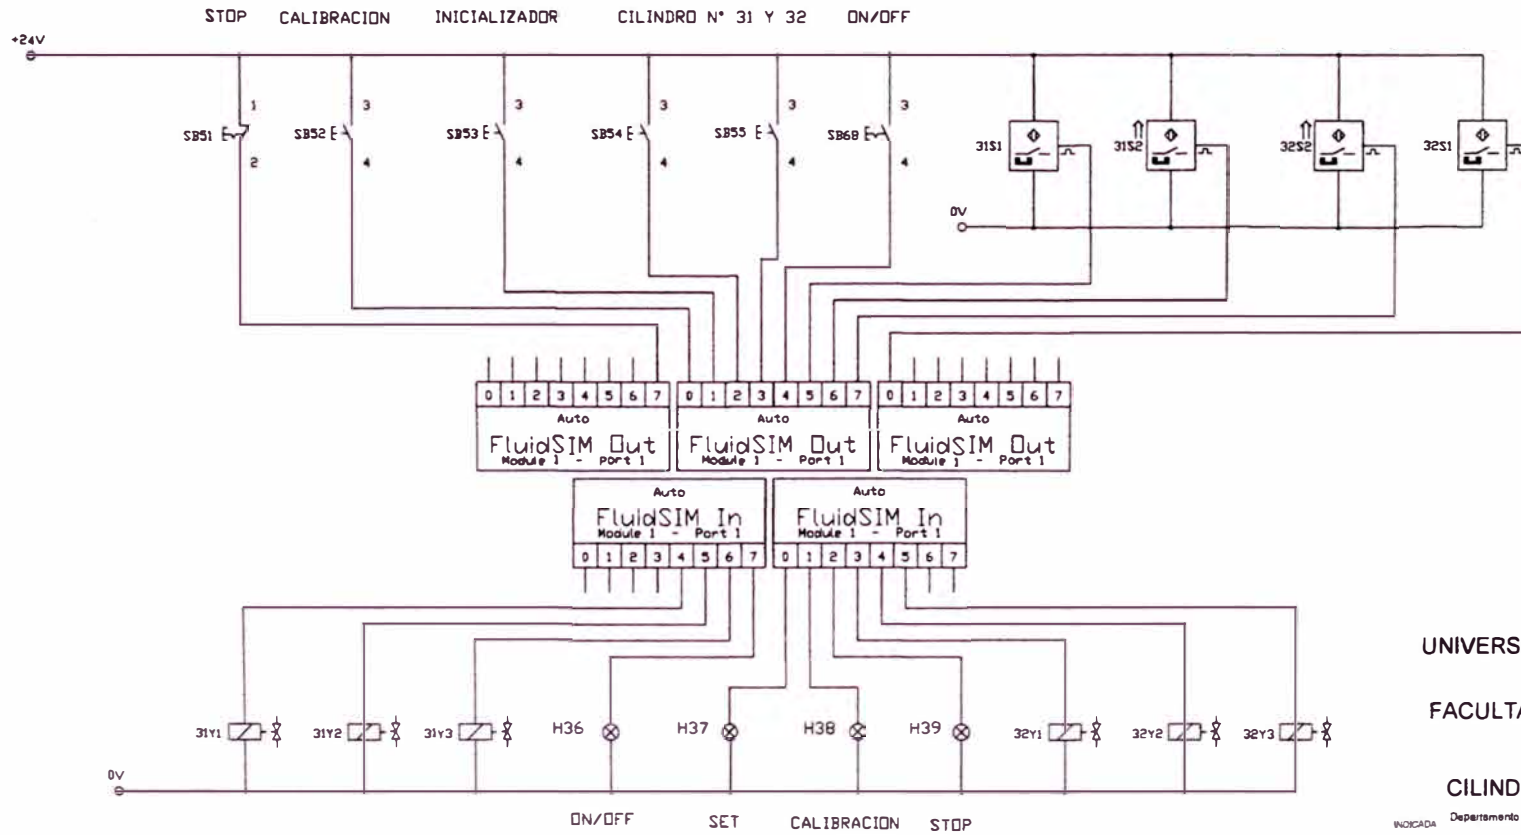 STOP CALIBRACION INICIALIZADOR CILINDRO N° 31 Y 32 ON/OFF
+24V
1 3 3 3 3 3
SB51 SB52 SB53 SB54 SB55 SB68 31S1 31S2 32S2 32S1
2 4 4 4 4 4
0V
0 1 2 3 4 5 6 7 0 1 2 3 4 5 6 7 0 1 2 3 4 5 6 7
Auto Auto Auto
FluidSIM Out FluidSIM Out FluidSIM Out
Module 1 - Port 1 Module 1 - Port 1 Module 1 - Port 1
Auto Auto
FluidSIM In FluidSIM In
Module 1 - Port 1 Module 1 - Port 1
0 1 2 3 4 5 6 7 0 1 2 3 4 5 6 7
UNIVERS
FACULTA
31Y1 31Y2 31Y3 H36 H37 H38 H39 32Y1 32Y2 32Y3
0V
CILIND
ON/OFF SET CALIBRACION STOP
INDICADA Departamento